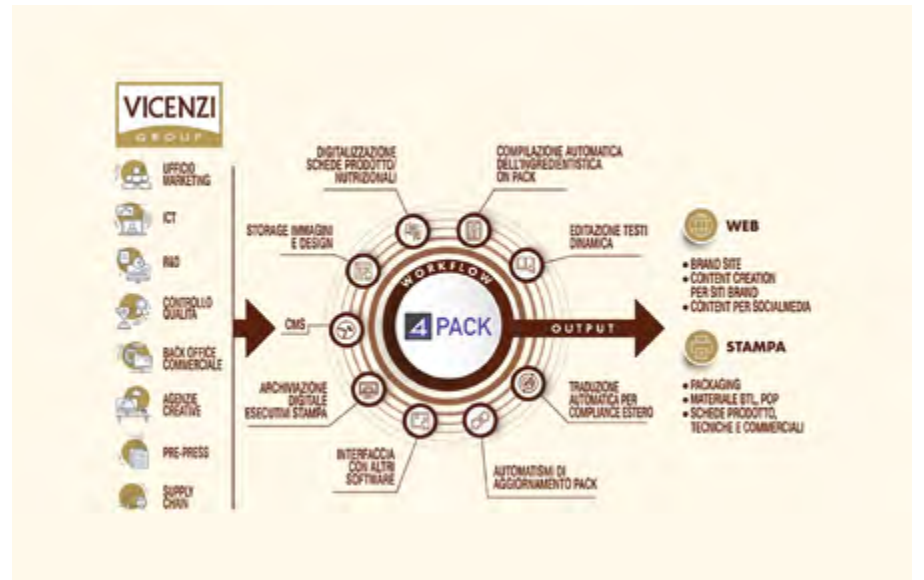 VICENZI
GROUP
UFFICIO
MARKETING
ICT
R&D
CONTROLLO
QUALITÀ
BACK OFFICE
COMMERCIALE
AGENZIE
CREATIVE
PRE-PRESS
SUPPLY
CHAIN
DIGITALIZZAZIONE
SCHEDE PRODOTTO/
NUTRIZIONALI
STORAGE IMMAGINI
E DESIGN
CMS
ARCHIVIAZIONE
DIGITALE
ESECUTIVI STAMPA
INTERFACCIA
CON ALTRI
SOFTWARE
COMPILAZIONE AUTOMATICA
DELL'INGREDIENTISTICA
ON PACK
EDITAZIONE TESTI
DINAMICA
WORKFLOW
4 PACK
OUTPUT
TRADUZIONE
AUTOMATICA PER
COMPLIANCE ESTERO
AUTOMATISMI DI
AGGIORNAMENTO PACK
WEB
• BRAND SITE
• CONTENT CREATION
PER SITI BRAND
• CONTENT PER SOCIALMEDIA
STAMPA
• PACKAGING
• MATERIALE BTL, POP
• SCHEDE PRODOTTO,
TECNICHE E COMMERCIALI